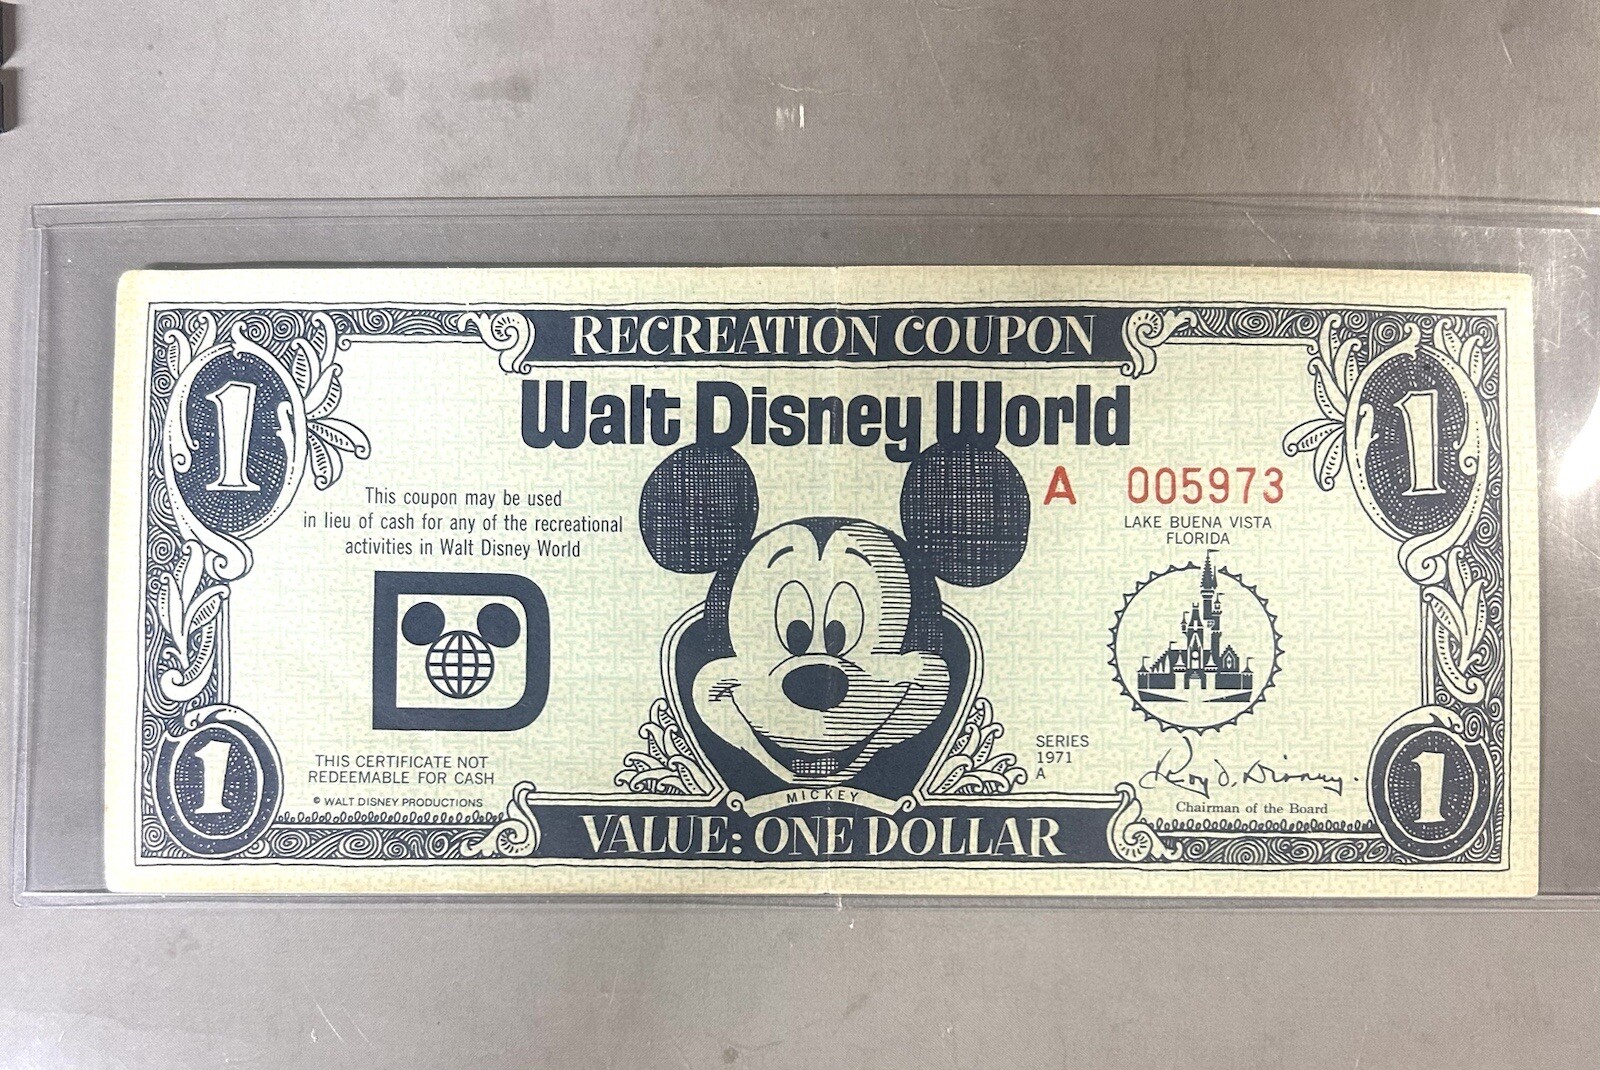 RECREATION COUPON
Walt Disney World
1
1
This coupon may be used
in lieu of cash for any of the recreational
activities in Walt Disney World
A 005973
LAKE BUENA VISTA
FLORIDA
D
THIS CERTIFICATE NOT
REDEEMABLE FOR CASH
© WALT DISNEY PRODUCTIONS
SERIES
1971
A
Roy O. Disney.
Chairman of the Board
1
1
MICKEY
VALUE: ONE DOLLAR